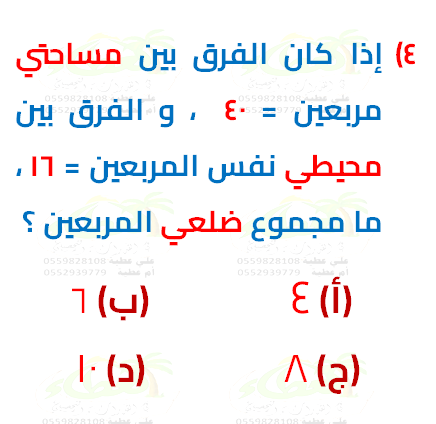 ٤) إذا كان الفرق بين مساحتي
مربعين = ٤٠ ، و الفرق بين
محيطي نفس المربعين = ١٦ ،
ما مجموع ضلعي المربعين ؟
(أ) ٤ (ب) ٦
(ج) ٨ (د) ١٠